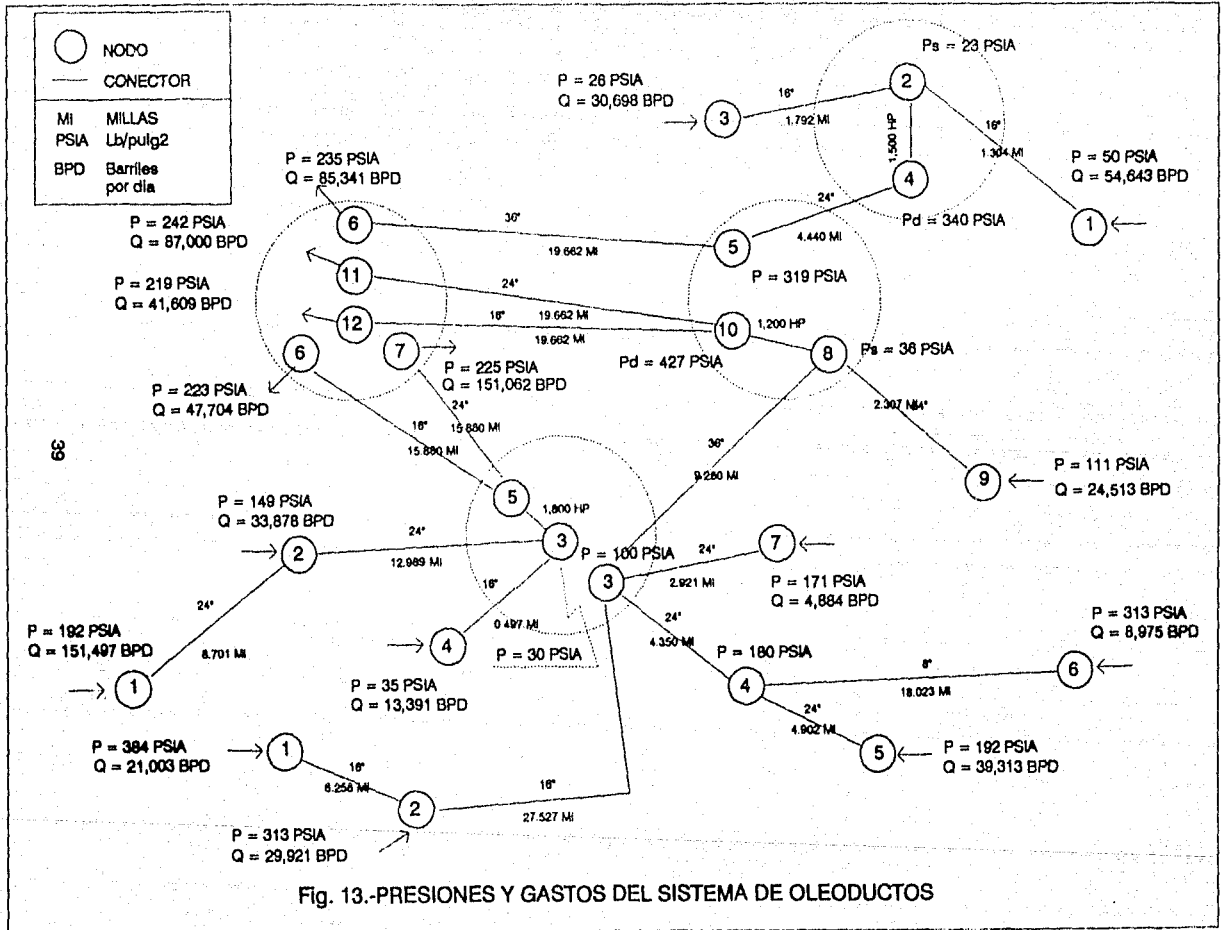 NODO
CONECTOR
MI MILLAS
PSIA Lb/pulg2
BPD Barriles
por dia
Ps = 23 PSIA
P = 26 PSIA
Q = 30,698 BPD
3
16"
1.792 MI
2
1.500 HP
16"
1.304 MI
P = 50 PSIA
Q = 54,643 BPD
1
4
Pd = 340 PSIA
24"
4.440 MI
5
P = 319 PSIA
P = 235 PSIA
Q = 85,341 BPD
6
36"
19.662 MI
P = 242 PSIA
Q = 87,000 BPD
11
24"
19.662 MI
P = 219 PSIA
Q = 41,609 BPD
12
16"
19.662 MI
10
1,200 HP
Pd = 427 PSIA
8
Ps = 36 PSIA
6
7
P = 225 PSIA
Q = 151,062 BPD
P = 223 PSIA
Q = 47,704 BPD
16"
15.880 MI
24"
15.880 MI
36"
9.260 MI
2.307 MI
9
P = 111 PSIA
Q = 24,513 BPD
39
5
1,800 HP
P = 149 PSIA
Q = 33,878 BPD
2
24"
12.989 MI
3
P = 100 PSIA
3
24"
2.921 MI
7
P = 171 PSIA
Q = 4,884 BPD
24"
8.701 MI
P = 192 PSIA
Q = 151,497 BPD
1
16"
0.497 MI
4
P = 30 PSIA
P = 35 PSIA
Q = 13,391 BPD
24"
4.350 MI
P = 180 PSIA
4
8"
18.023 MI
P = 313 PSIA
Q = 8,975 BPD
6
24"
4.902 MI
5
P = 192 PSIA
Q = 39,313 BPD
P = 384 PSIA
Q = 21,003 BPD
1
16"
6.258 MI
2
16"
27.527 MI
P = 313 PSIA
Q = 29,921 BPD
Fig. 13.-PRESIONES Y GASTOS DEL SISTEMA DE OLEODUCTOS